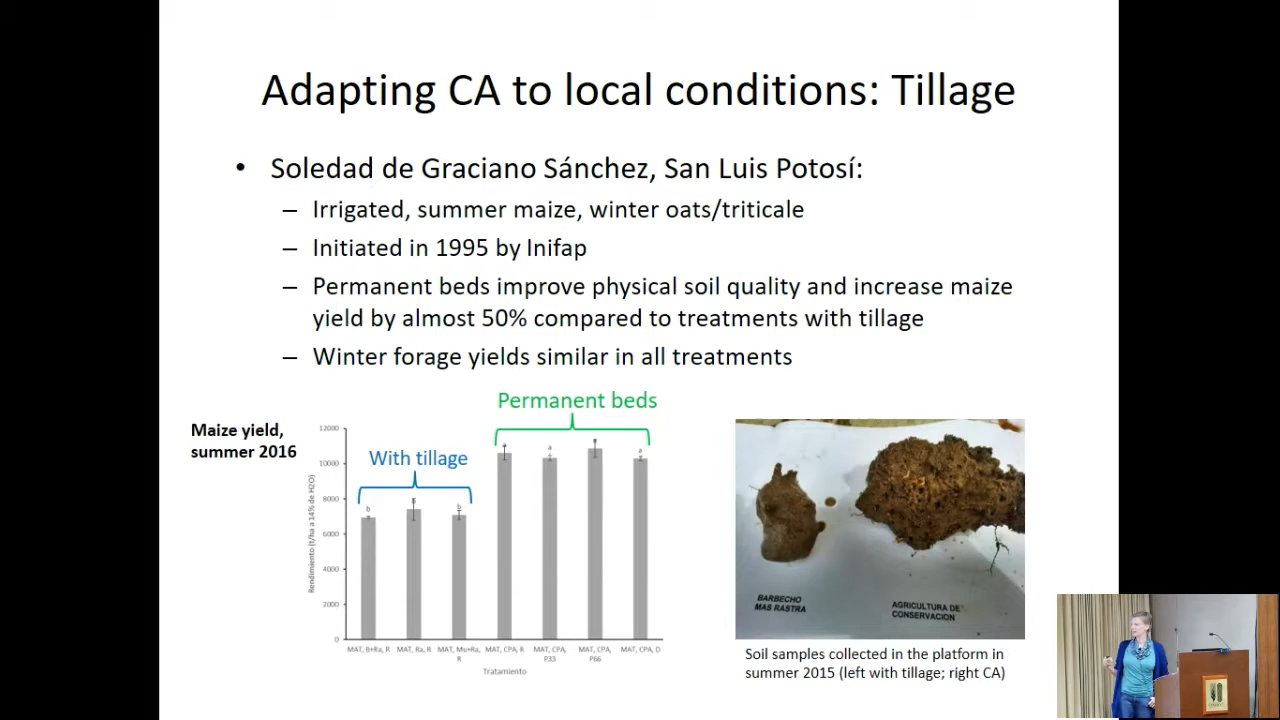 Adapting CA to local conditions: Tillage
• Soledad de Graciano Sánchez, San Luis Potosí:
– Irrigated, summer maize, winter oats/triticale
– Initiated in 1995 by Inifap
– Permanent beds improve physical soil quality and increase maize
yield by almost 50% compared to treatments with tillage
– Winter forage yields similar in all treatments
Maize yield,
summer 2016
Permanent beds
With tillage
Rendimiento (t/ha a 14% de H2O)
12000
10000
8000
6000
4000
2000
0
b
b
a
a
MAT, B+Ra, R
MAT, Ra, R
MAT, Mu+Ra,
R
MAT, CPA, R
MAT, CPA,
P33
MAT, CPA,
P66
MAT, CPA, D
Tratamiento
BARBECHO
MAS RASTRA
AGRICULTURA DE
CONSERVACION
Soil samples collected in the platform in
summer 2015 (left with tillage; right CA)